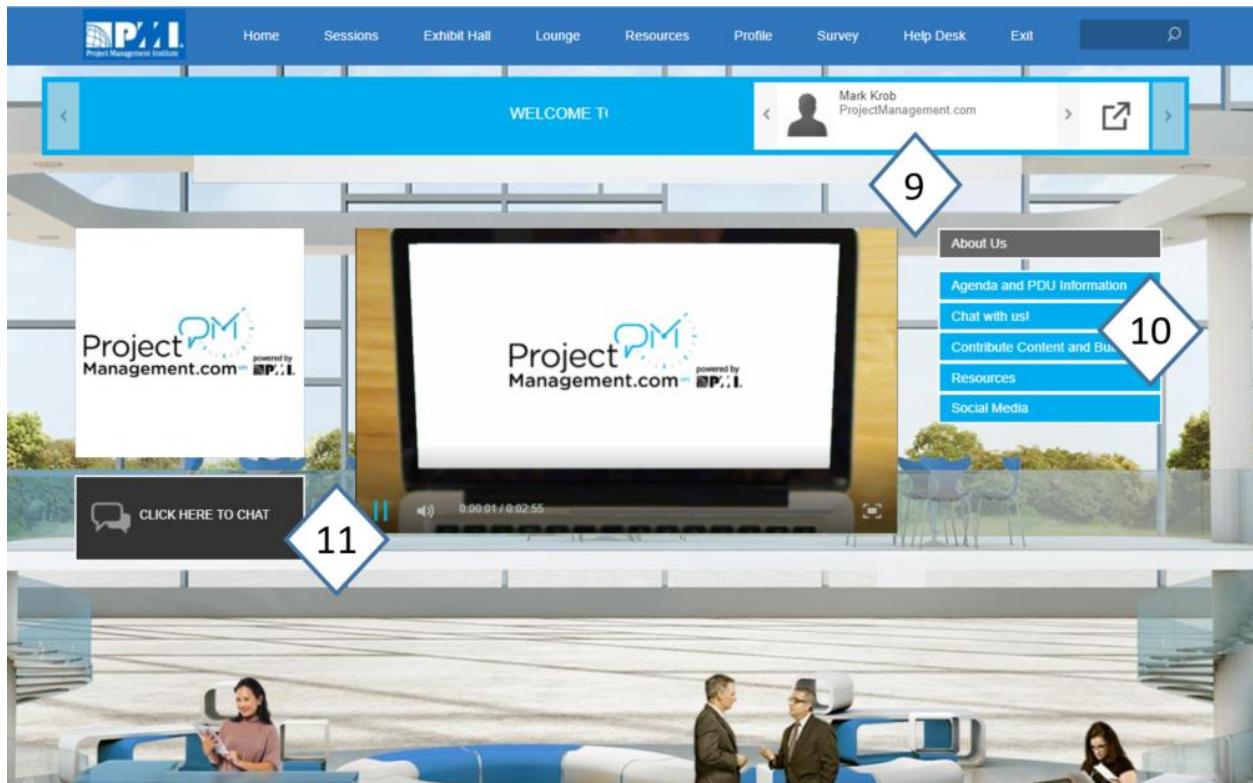 PMI
Project Management Institute
Home Sessions Exhibit Hall Lounge Resources Profile Survey Help Desk Exit
WELCOME TO
Mark Krob
ProjectManagement.com
9
About Us
Agenda and PDU Information
Chat with us!
Contribute Content and
Resources
Social Media
10
Project PM
Management.com
powered by
PMI
Project PM
Management.com
powered by
PMI
0:00:01 / 0:02:55
CLICK HERE TO CHAT
11